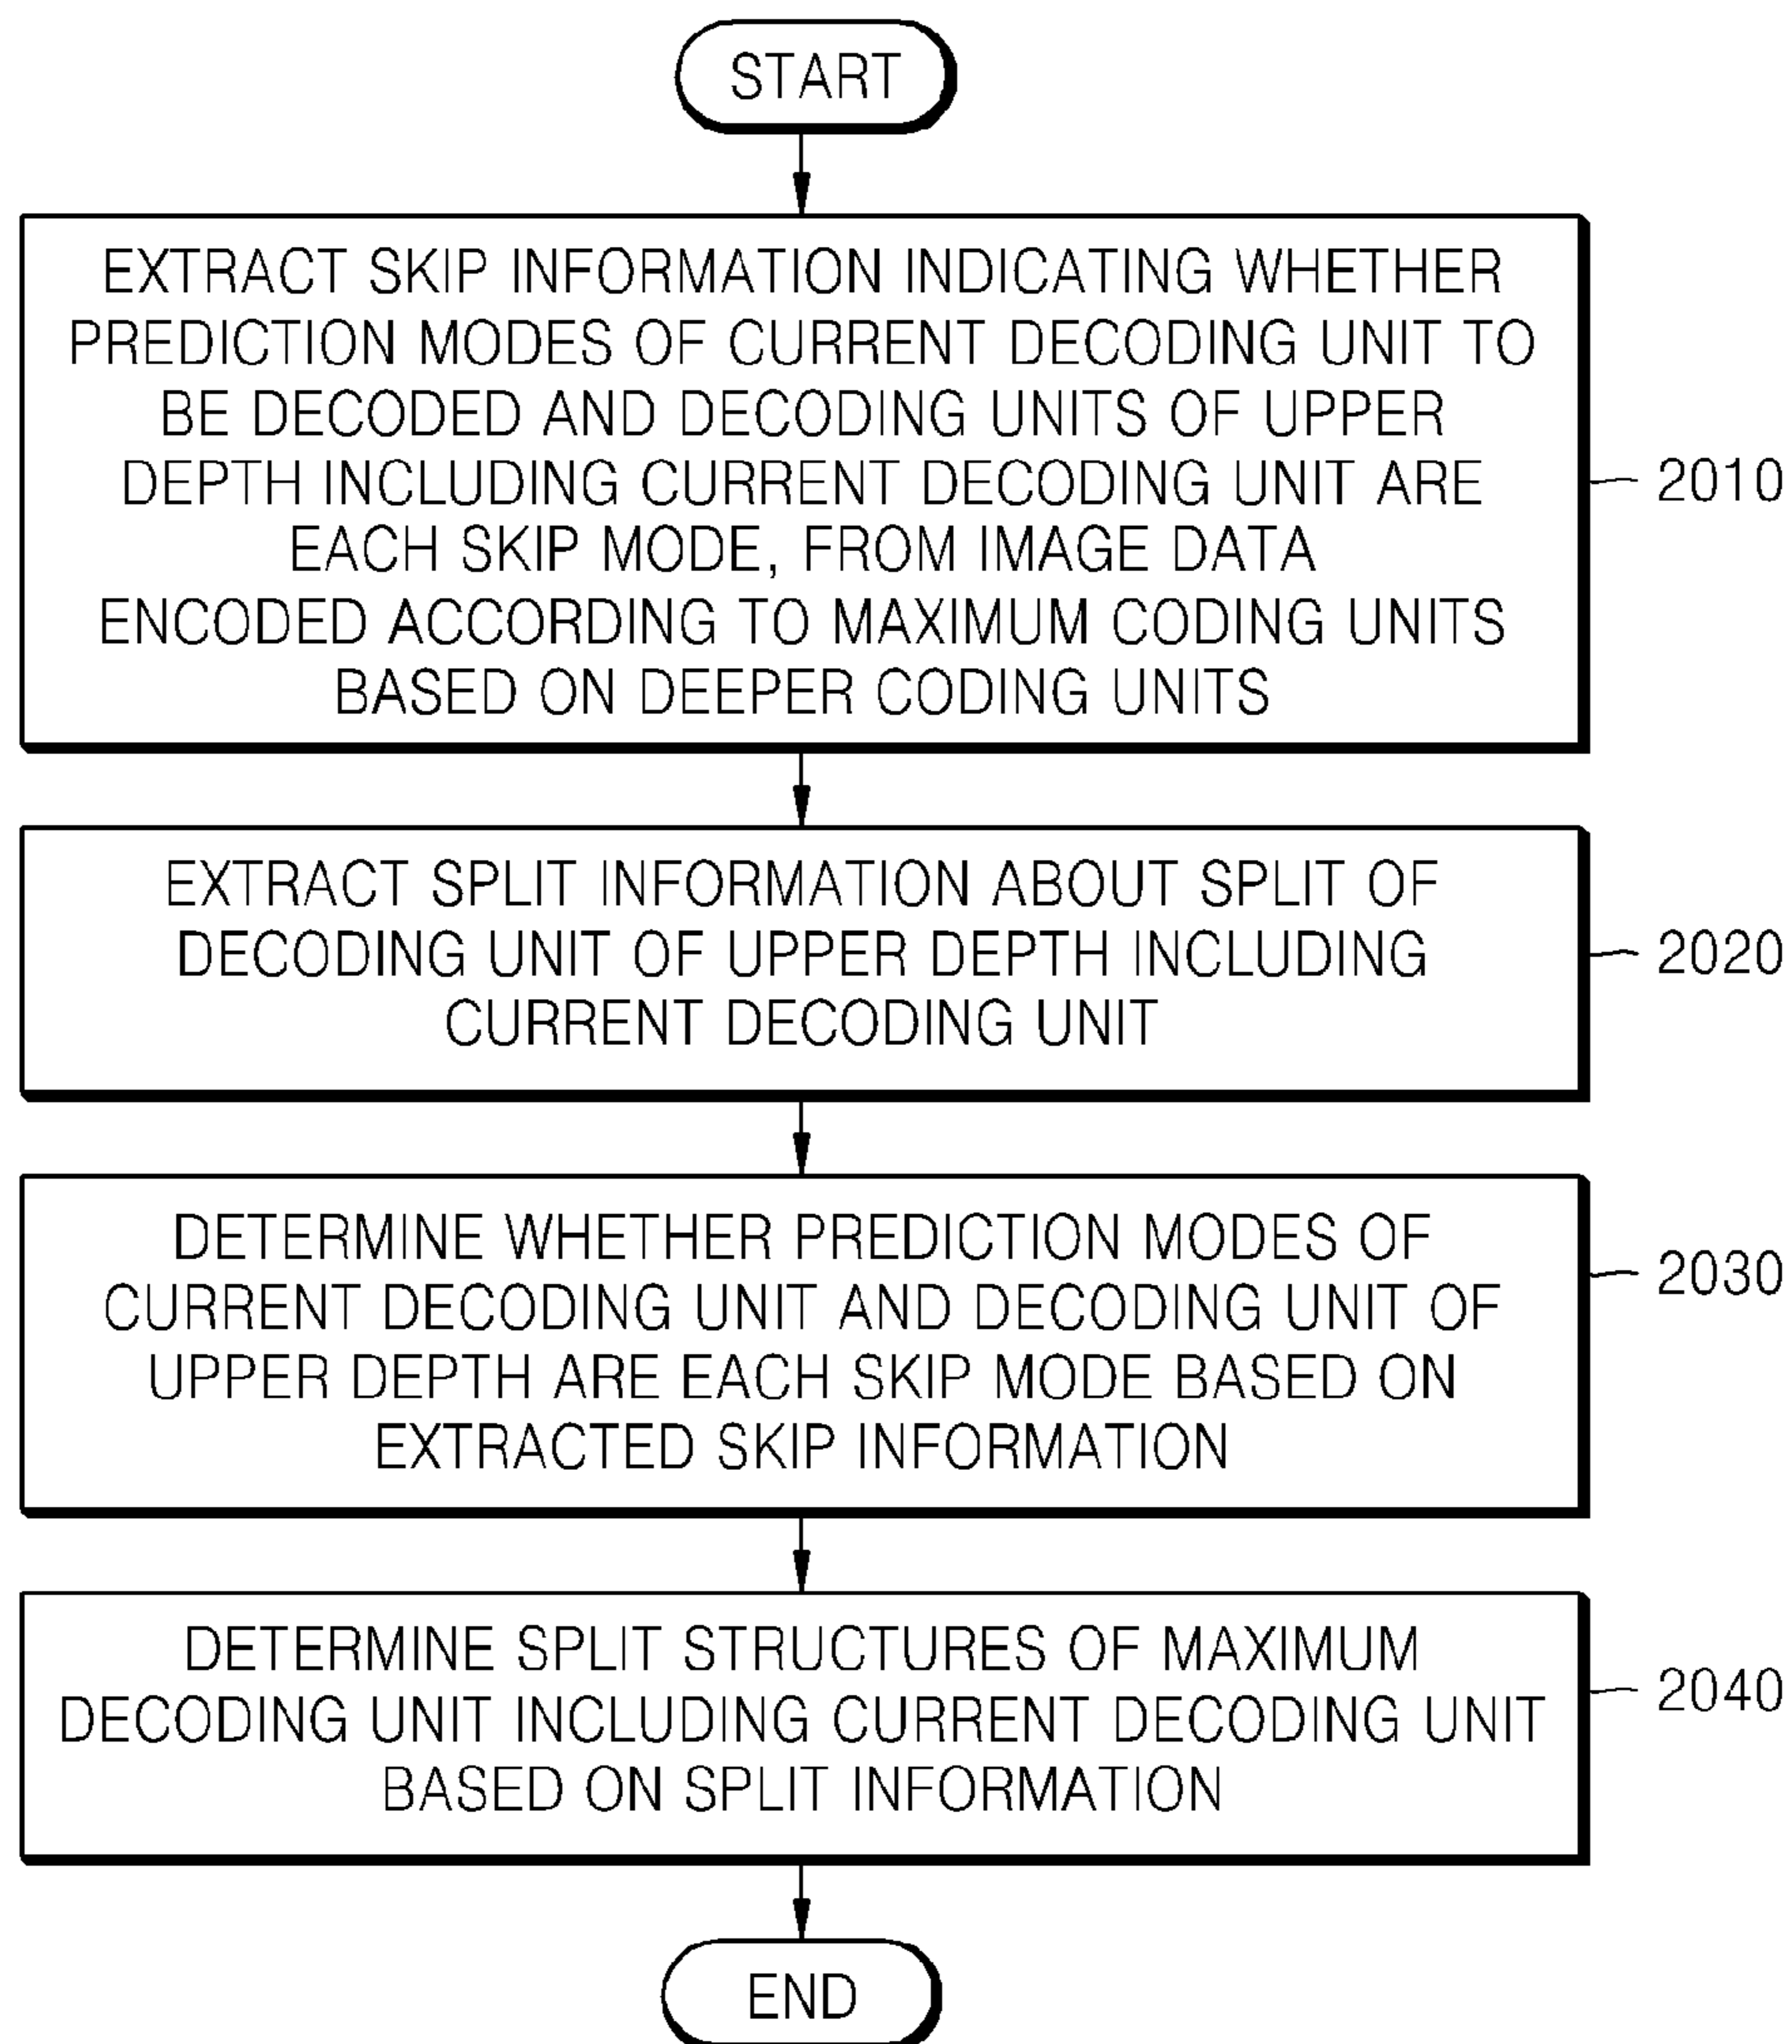 START
EXTRACT SKIP INFORMATION INDICATING WHETHER
PREDICTION MODES OF CURRENT DECODING UNIT TO
BE DECODED AND DECODING UNITS OF UPPER
DEPTH INCLUDING CURRENT DECODING UNIT ARE
EACH SKIP MODE, FROM IMAGE DATA
ENCODED ACCORDING TO MAXIMUM CODING UNITS
BASED ON DEEPER CODING UNITS
2010
EXTRACT SPLIT INFORMATION ABOUT SPLIT OF
DECODING UNIT OF UPPER DEPTH INCLUDING
CURRENT DECODING UNIT
2020
DETERMINE WHETHER PREDICTION MODES OF
CURRENT DECODING UNIT AND DECODING UNIT OF
UPPER DEPTH ARE EACH SKIP MODE BASED ON
EXTRACTED SKIP INFORMATION
2030
DETERMINE SPLIT STRUCTURES OF MAXIMUM
DECODING UNIT INCLUDING CURRENT DECODING UNIT
BASED ON SPLIT INFORMATION
2040
END